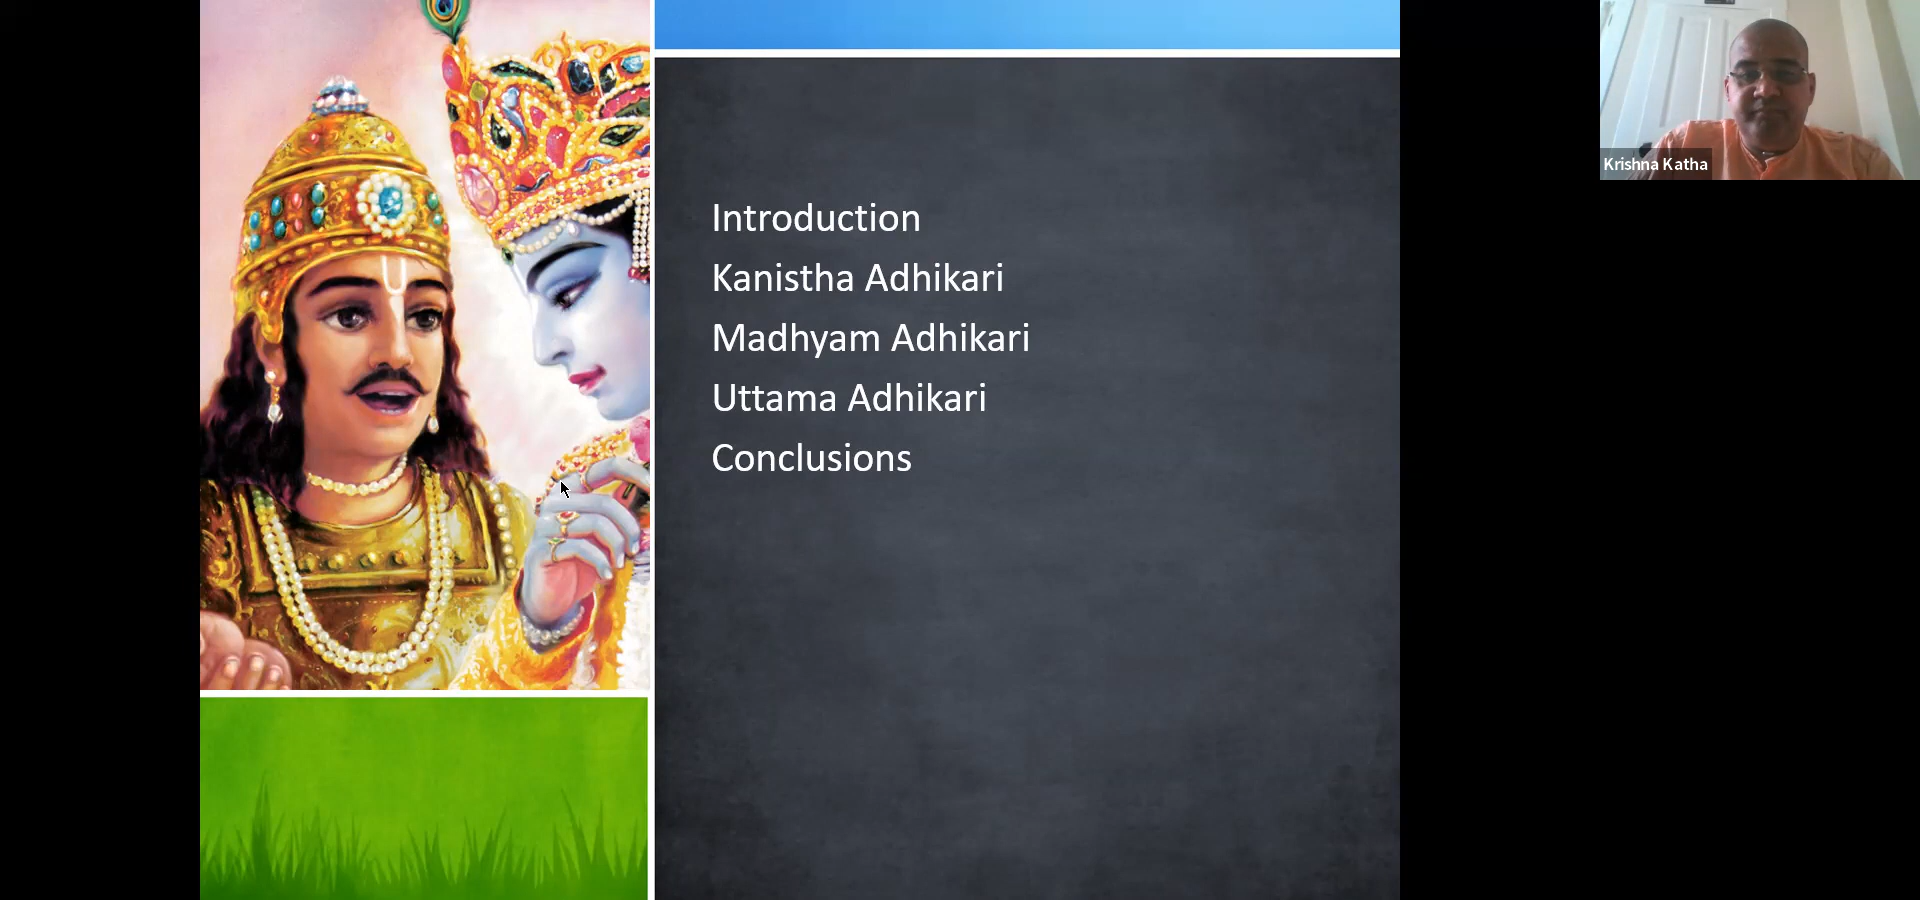 Introduction
Kanistha Adhikari
Madhyam Adhikari
Uttama Adhikari
Conclusions
Krishna Katha